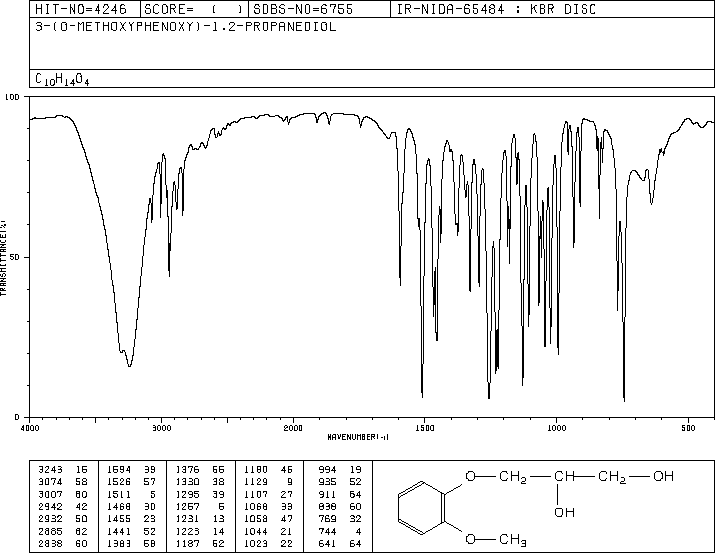 HIT-NO=4246 SCORE= ( ) SDBS-NO=6755 IR-NIDA-65484 : KBR DISC
3-(O-METHOXYPHENOXY)-1,2-PROPANEDIOL
C10H14O4
100
50
0
TRANSMITTANCE(%)
4000 3000 2000 1500 1000 500
WAVENUMBER(-1)
3243 16 1594 39 1376 55 1180 46 994 19
3074 58 1526 57 1330 38 1129 9 935 52
3007 60 1511 5 1295 39 1107 27 911 64
2942 42 1468 30 1257 5 1068 33 838 60
2932 50 1455 23 1231 13 1058 47 769 32
2885 62 1441 52 1223 14 1044 21 744 4
2838 60 1383 58 1187 52 1023 22 641 64
O CH2 CH CH2 OH
OH
O CH3